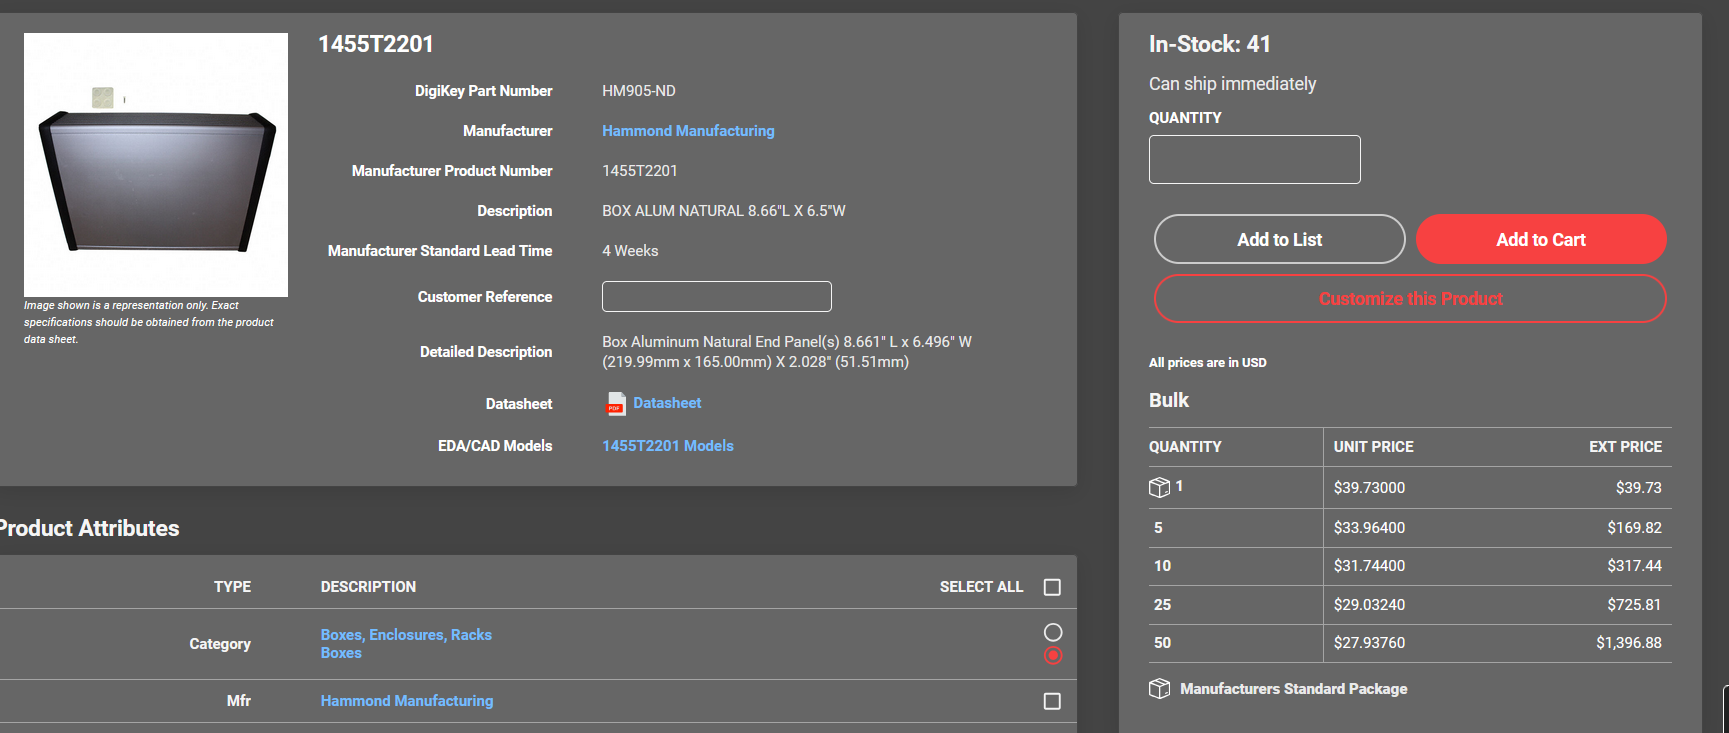 1455T2201
DigiKey Part Number HM905-ND
Manufacturer Hammond Manufacturing
Manufacturer Product Number 1455T2201
Description BOX ALUM NATURAL 8.66"L X 6.5"W
Manufacturer Standard Lead Time 4 Weeks
Customer Reference
Detailed Description Box Aluminum Natural End Panel(s) 8.661" L x 6.496" W
(219.99mm x 165.00mm) X 2.028" (51.51mm)
Datasheet PDF Datasheet
EDA/CAD Models 1455T2201 Models
Image shown is a representation only. Exact
specifications should be obtained from the product
data sheet.
Product Attributes
TYPE DESCRIPTION SELECT ALL
Category Boxes, Enclosures, Racks
Boxes
Mfr Hammond Manufacturing
In-Stock: 41
Can ship immediately
QUANTITY
Add to List Add to Cart
Customize this Product
All prices are in USD
Bulk
QUANTITY UNIT PRICE EXT PRICE
1 $39.73000 $39.73
5 $33.96400 $169.82
10 $31.74400 $317.44
25 $29.03240 $725.81
50 $27.93760 $1,396.88
Manufacturers Standard Package